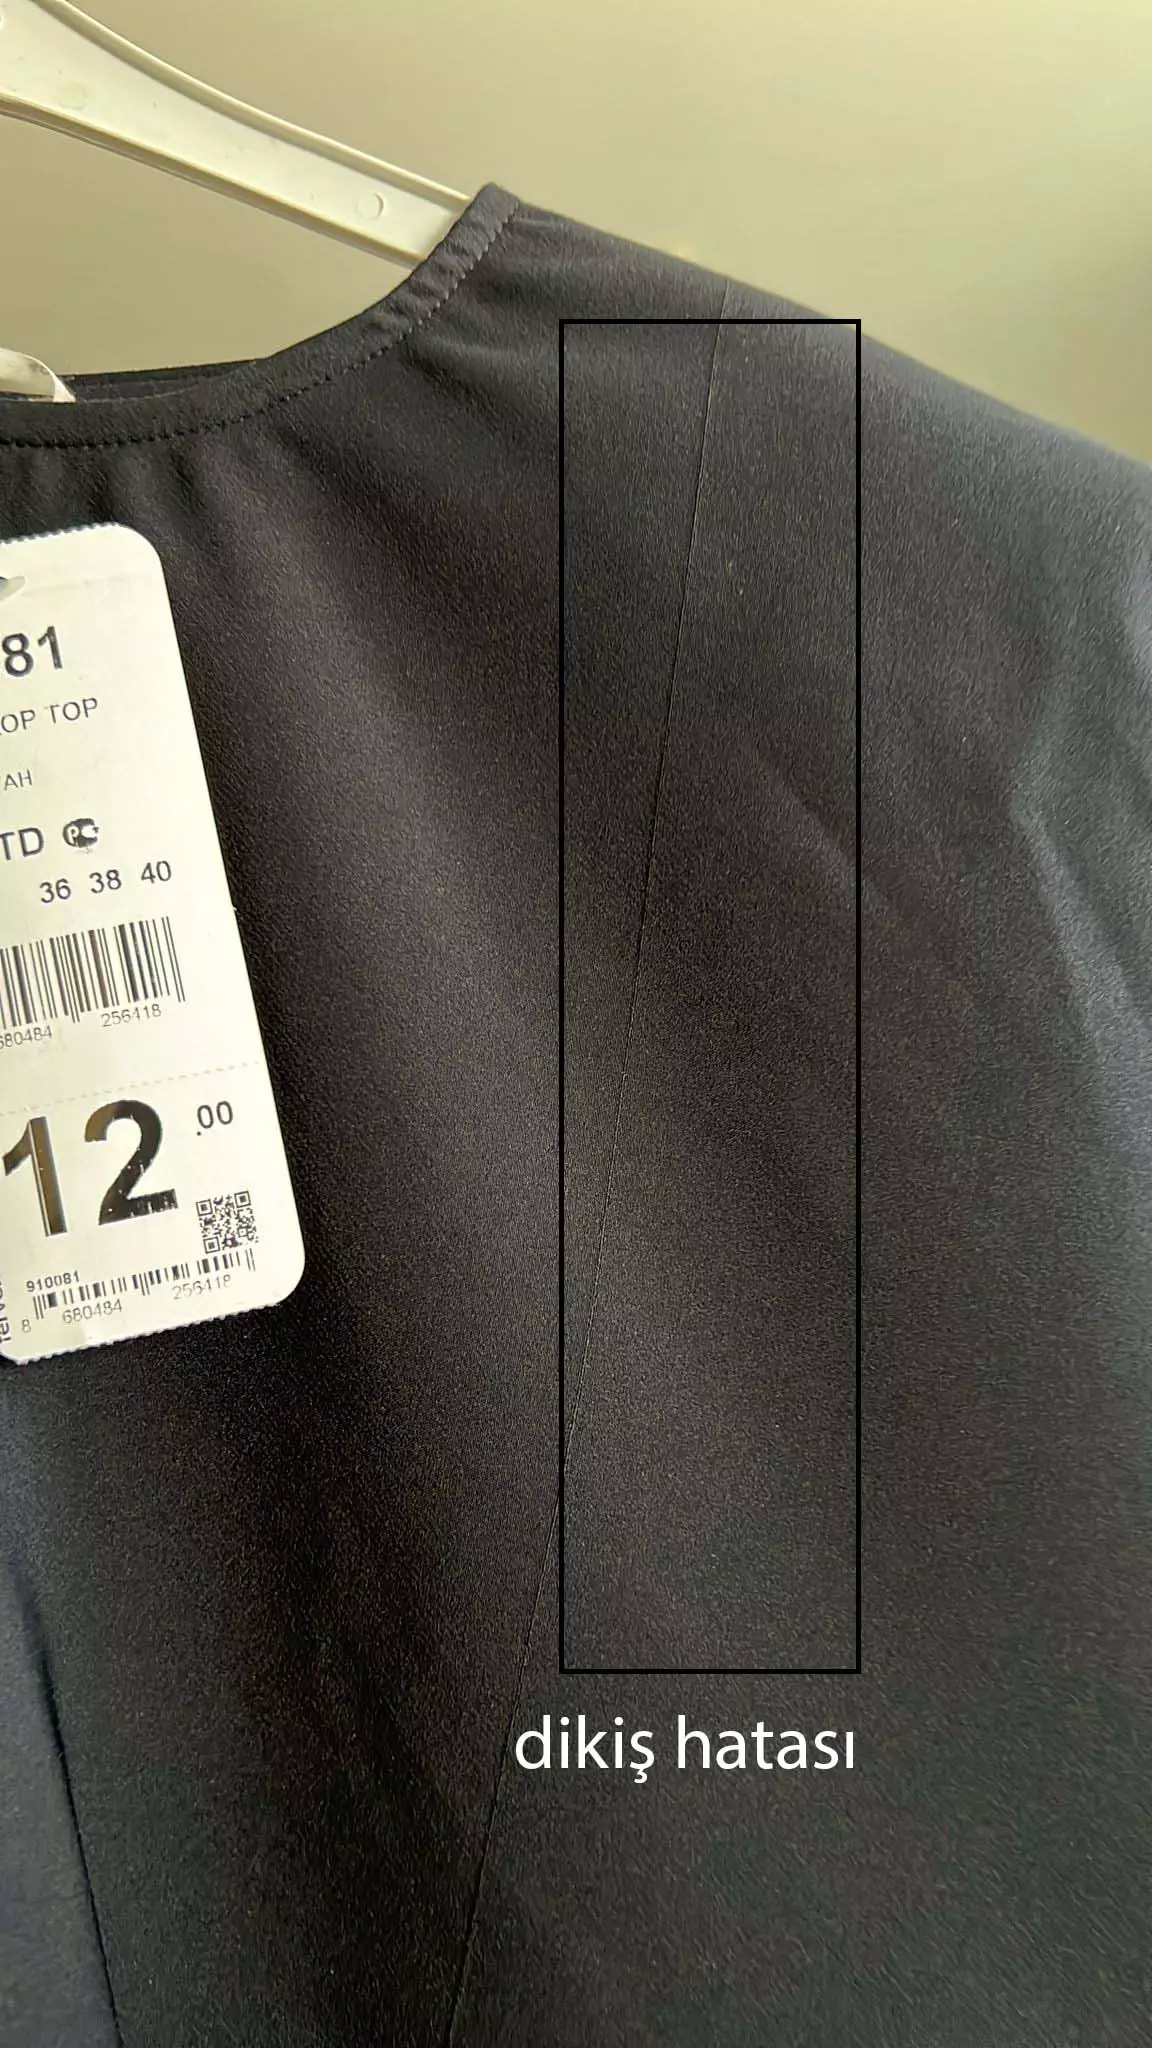 81
OP TOP
AH
TD
36 38 40
680484 256418
12.00
910081
8 680484 256418
dikiş hatası